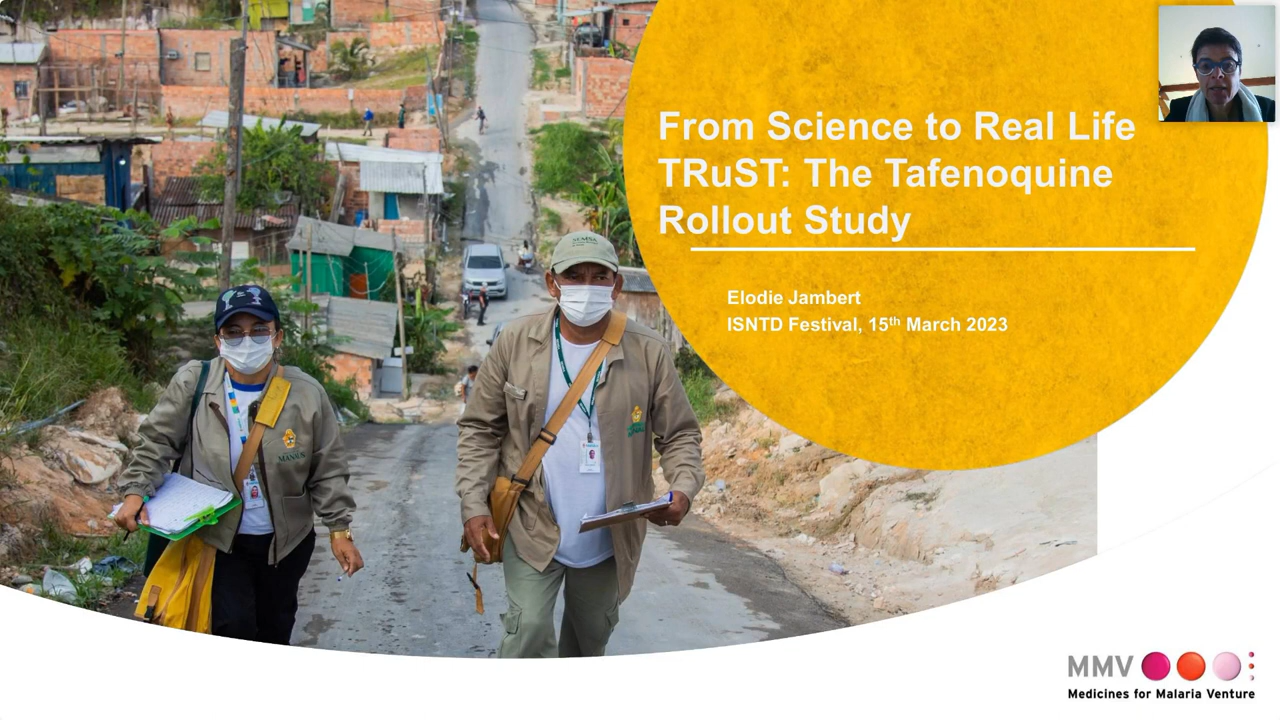 From Science to Real Life
TRuST: The Tafenoquine
Rollout Study
Elodie Jambert
ISNTD Festival, 15th March 2023
SEMSA
MANAUS
MMV
Medicines for Malaria Venture